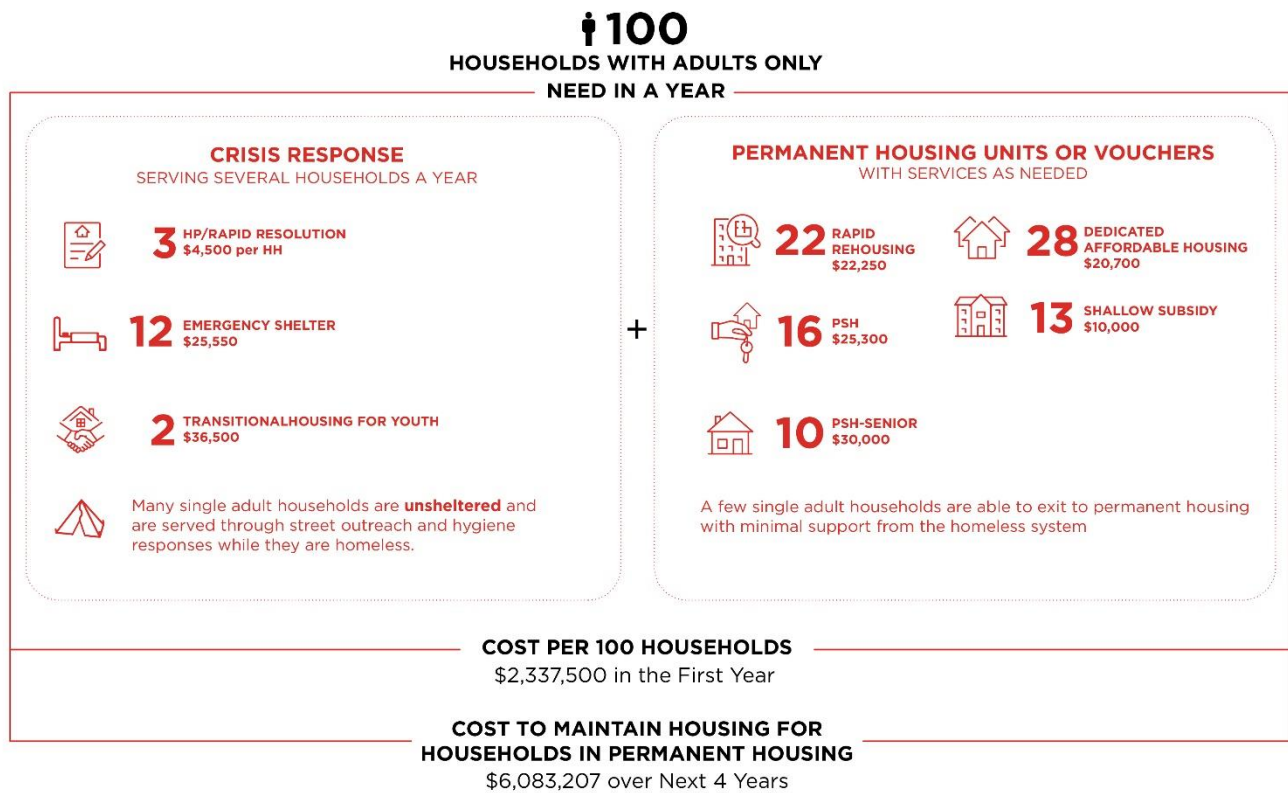 100
HOUSEHOLDS WITH ADULTS ONLY
NEED IN A YEAR
CRISIS RESPONSE
SERVING SEVERAL HOUSEHOLDS A YEAR
3 HP/RAPID RESOLUTION
$4,500 per HH
12 EMERGENCY SHELTER
$25,550
2 TRANSITIONALHOUSING FOR YOUTH
$36,500
Many single adult households are unsheltered and
are served through street outreach and hygiene
responses while they are homeless.
+
PERMANENT HOUSING UNITS OR VOUCHERS
WITH SERVICES AS NEEDED
22 RAPID
REHOUSING
$22,250
28 DEDICATED
AFFORDABLE HOUSING
$20,700
16 PSH
$25,300
13 SHALLOW SUBSIDY
$10,000
10 PSH-SENIOR
$30,000
A few single adult households are able to exit to permanent housing
with minimal support from the homeless system
COST PER 100 HOUSEHOLDS
$2,337,500 in the First Year
COST TO MAINTAIN HOUSING FOR
HOUSEHOLDS IN PERMANENT HOUSING
$6,083,207 over Next 4 Years